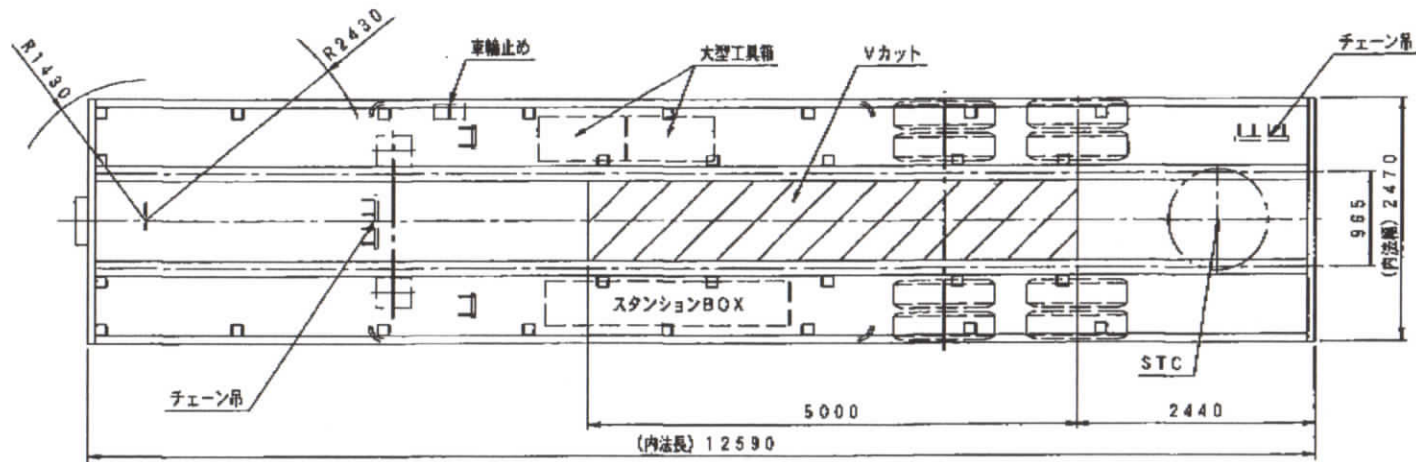 R1430
R2430
車輪止め
大型工具箱
Vカット
チェーン吊
965
(内法幅) 2470
スタンションBOX
STC
チェーン吊
5000
2440
(内法長) 12590